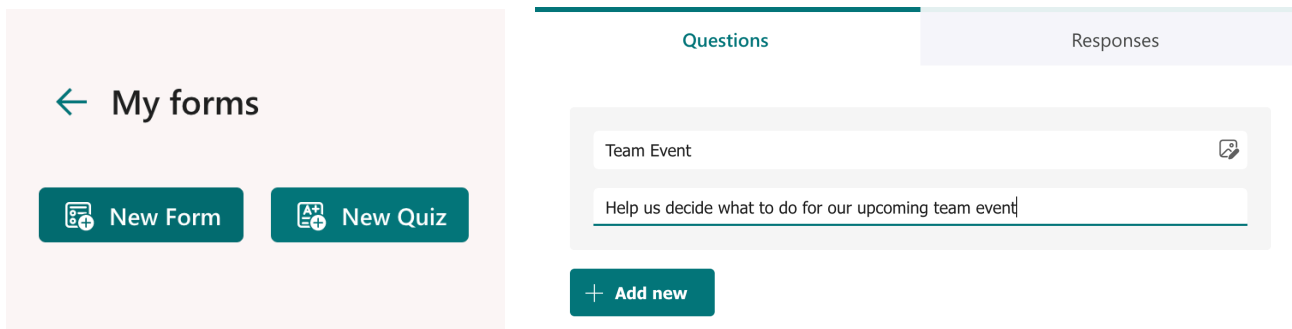 My forms
New Form
New Quiz
Questions
Responses
Team Event
Help us decide what to do for our upcoming team event
Add new